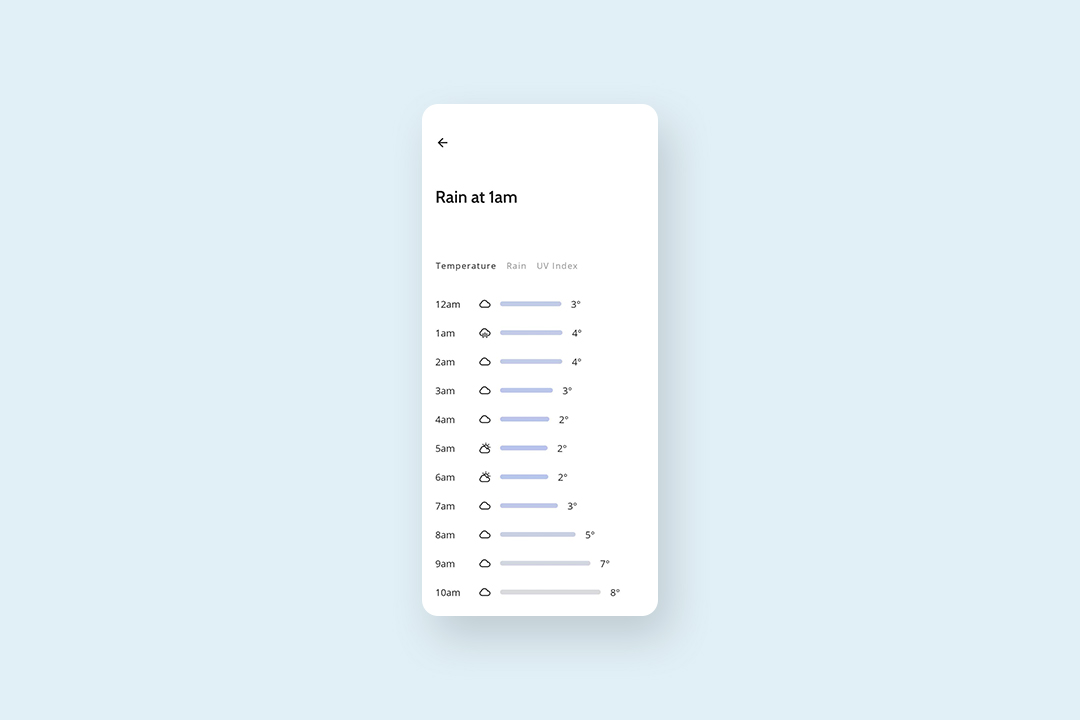 Rain at 1am
Temperature Rain UV Index
12am 3°
1am 4°
2am 4°
3am 3°
4am 2°
5am 2°
6am 2°
7am 3°
8am 5°
9am 7°
10am 8°